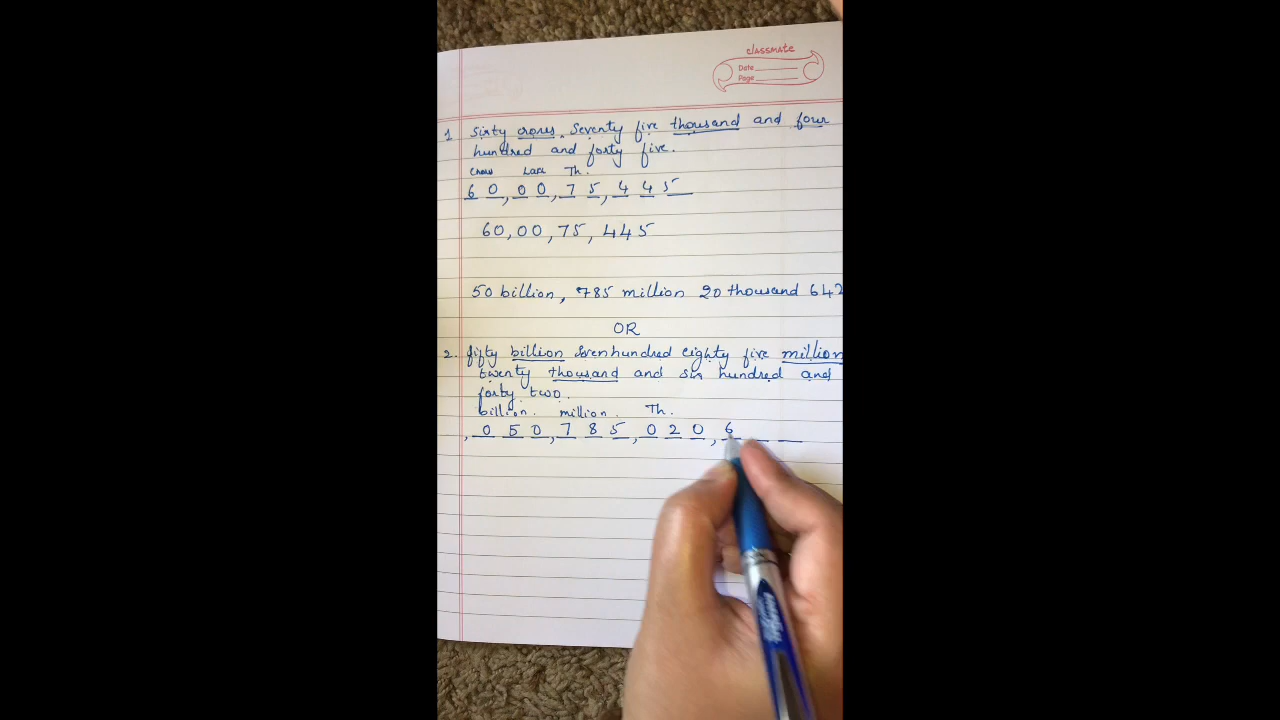 classmate
Date
Page
1 Sixty crores, Seventy five thousand and four
hundred and forty five.
Crores Lakh Th.
6 0, 0 0, 7 5, 4 4 5
60,00,75,445
50 billion, 785 million 20 thousand 642
OR
2. fifty billion seven hundred eighty five million
twenty thousand and six hundred and
forty two.
billion. million. Th.
, 0 5 0, 7 8 5, 0 2 0, 6